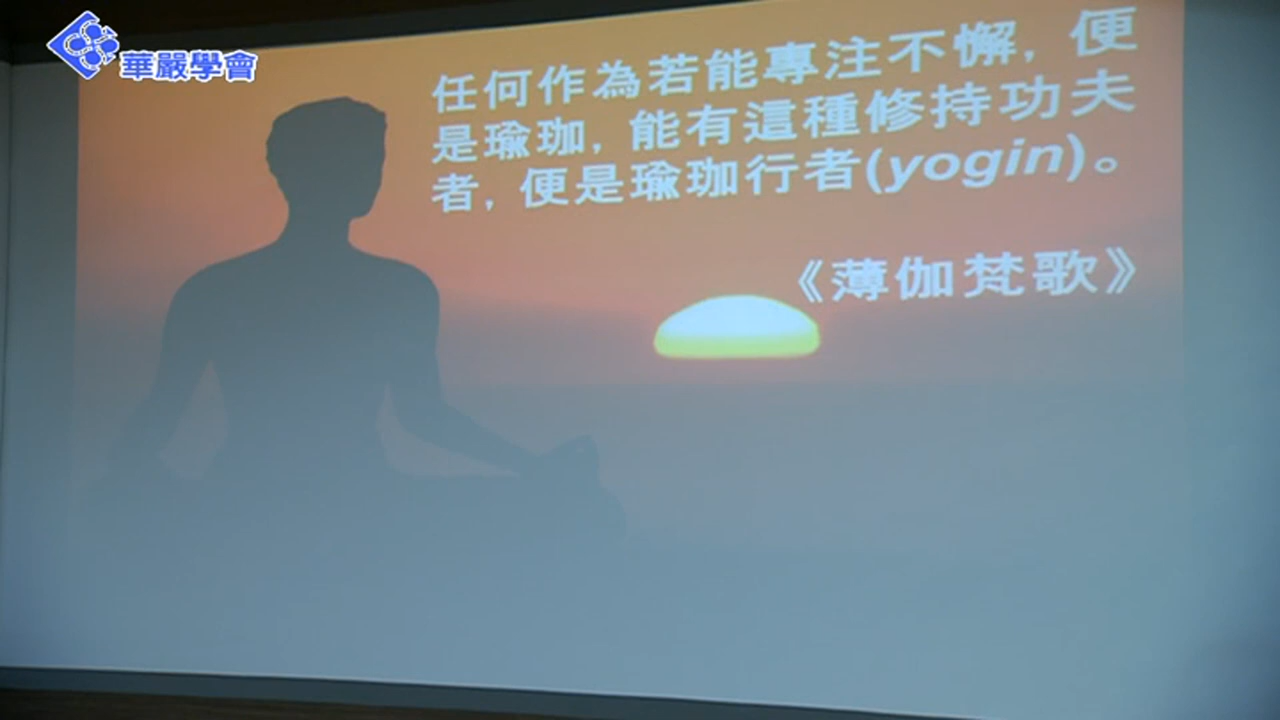 華嚴學會
任何作為若能專注不懈，便
是瑜珈，能有這種修持功夫
者，便是瑜珈行者(yogin)。
《薄伽梵歌》